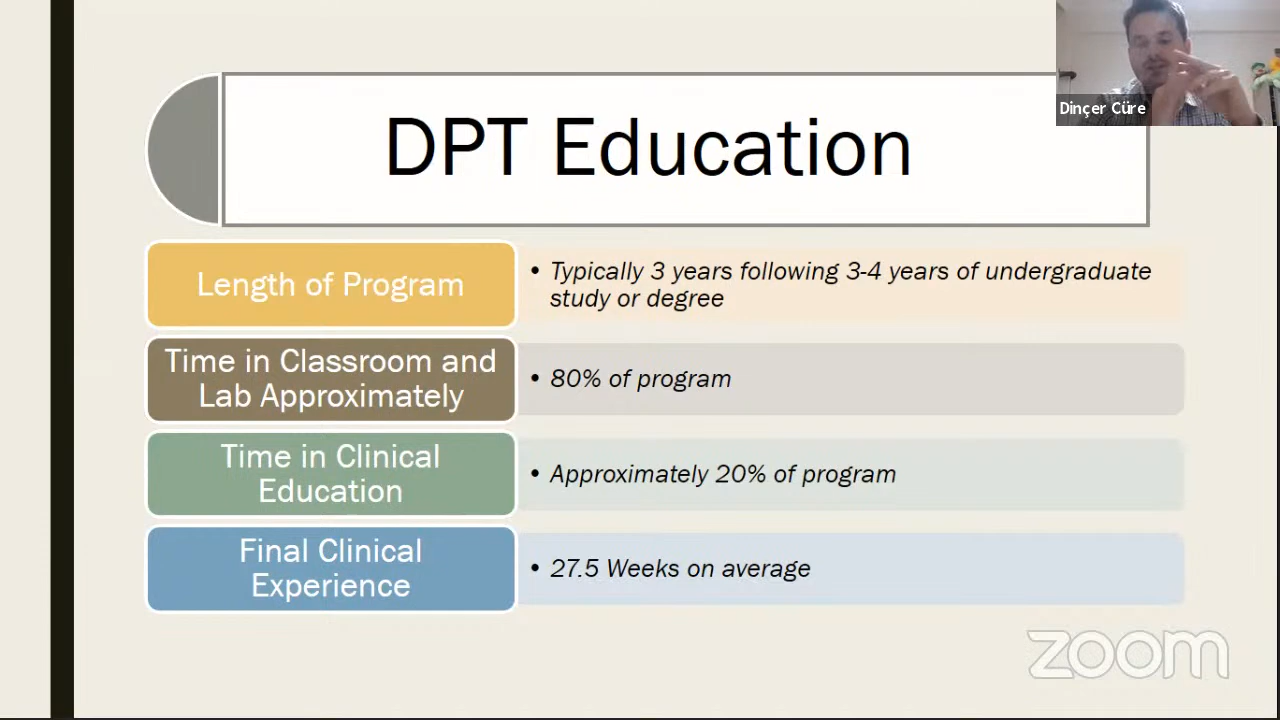 Dinçer Cüre
DPT Education
Length of Program
• Typically 3 years following 3-4 years of undergraduate
study or degree
Time in Classroom and
Lab Approximately
• 80% of program
Time in Clinical
Education
• Approximately 20% of program
Final Clinical
Experience
• 27.5 Weeks on average
zoom